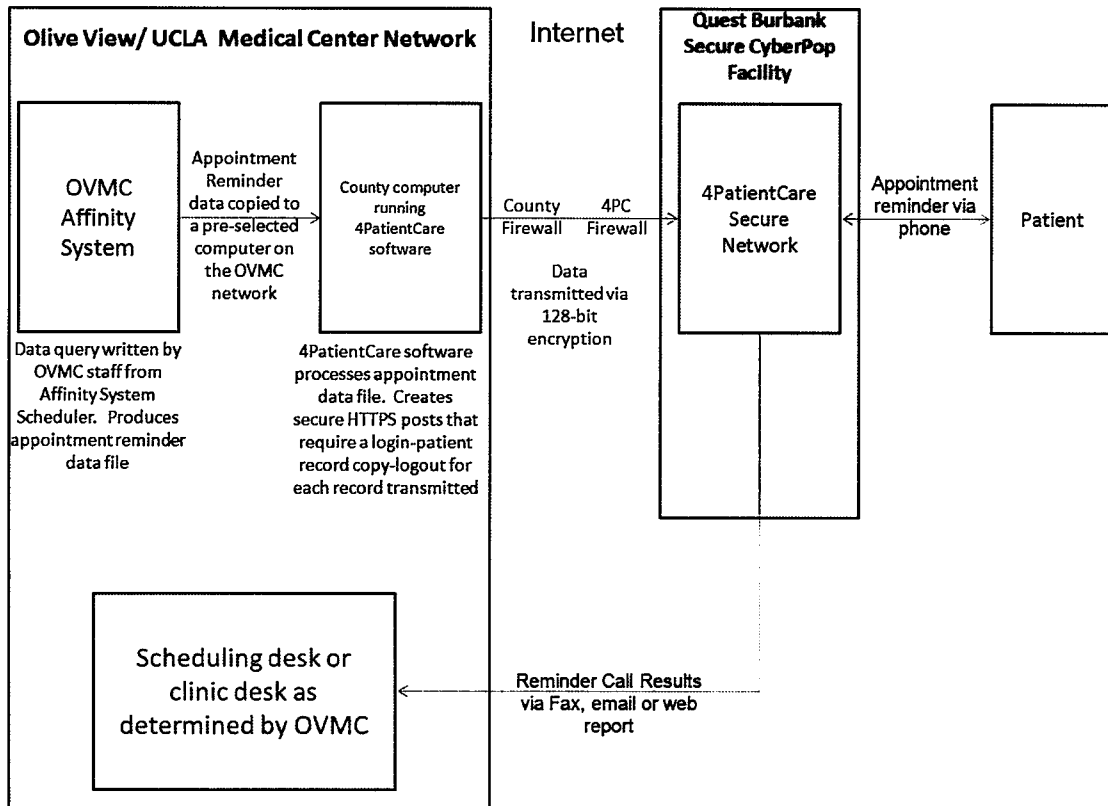 Olive View/ UCLA Medical Center Network
Internet
Quest Burbank
Secure CyberPop
Facility
OVMC
Affinity
System
Appointment
Reminder
data copied to
a pre-selected
computer on
the OVMC
network
County computer
running
4PatientCare
software
County
Firewall
4PC
Firewall
Data
transmitted via
128-bit
encryption
4PatientCare
Secure
Network
Appointment
reminder via
phone
Patient
Data query written by
OVMC staff from
Affinity System
Scheduler. Produces
appointment reminder
data file
4PatientCare software
processes appointment
data file. Creates
secure HTTPS posts that
require a login-patient
record copy-logout for
each record transmitted
Scheduling desk or
clinic desk as
determined by OVMC
Reminder Call Results
via Fax, email or web
report